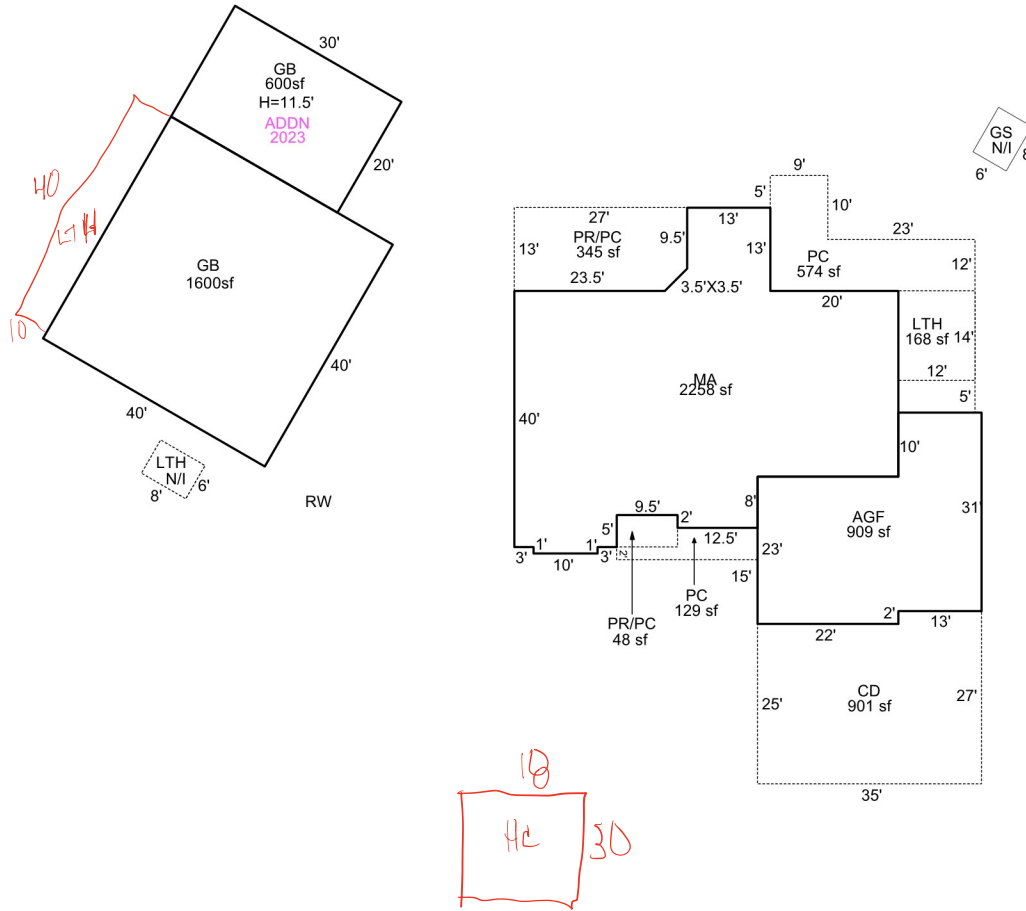 30'
GB
600sf
H=11.5'
ADDN
2023
20'
40
LTH
10
GB
1600sf
40'
40'
LTH
N/I
8'
6'
RW
GS
N/I
6'
8
9'
5'
10'
27'
13'
PR/PC
345 sf
9.5'
13'
13'
23'
PC
574 sf
12'
23.5'
3.5'X3.5'
20'
LTH
168 sf
14'
12'
5'
MA
2258 sf
40'
10'
31'
AGF
909 sf
8'
9.5'
2'
5'
12.5'
23'
1'
1'
3'
10'
3'
2'
15'
PC
129 sf
PR/PC
48 sf
2'
13'
22'
CD
901 sf
25'
27'
35'
HC
30